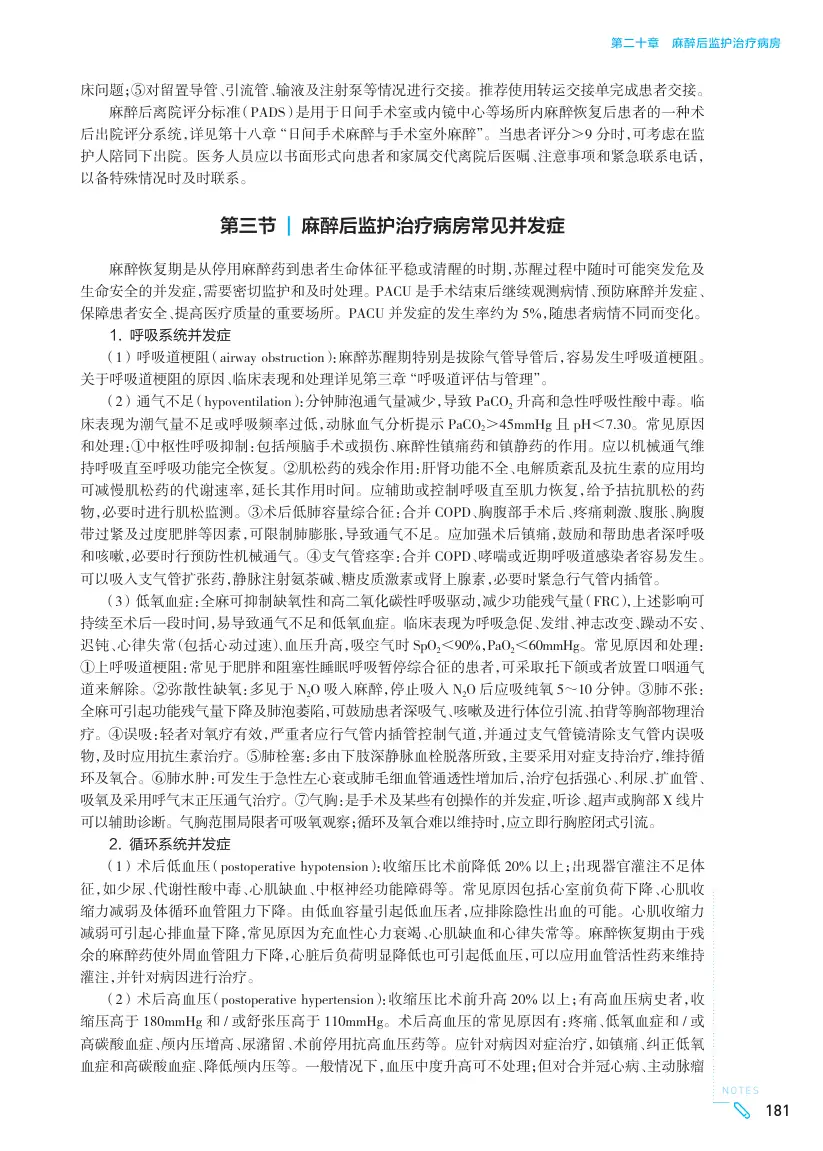 第二十章　麻醉后监护治疗病房
床问题;⑤对留置导管、引流管、输液及注射泵等情况进行交接。推荐使用转运交接单完成患者交接。
麻醉后离院评分标准(PADS)是用于日间手术室或内镜中心等场所内麻醉恢复后患者的一种术
后出院评分系统,详见第十八章“日间手术麻醉与手术室外麻醉”。当患者评分>9 分时,可考虑在监
护人陪同下出院。医务人员应以书面形式向患者和家属交代离院后医嘱、注意事项和紧急联系电话,
以备特殊情况时及时联系。
第三节 | 麻醉后监护治疗病房常见并发症
麻醉恢复期是从停用麻醉药到患者生命体征平稳或清醒的时期,苏醒过程中随时可能突发危及
生命安全的并发症,需要密切监护和及时处理。PACU 是手术结束后继续观测病情、预防麻醉并发症、
保障患者安全、提高医疗质量的重要场所。PACU 并发症的发生率约为 5%,随患者病情不同而变化。
1. 呼吸系统并发症
(1)呼吸道梗阻(airway obstruction):麻醉苏醒期特别是拔除气管导管后,容易发生呼吸道梗阻。
关于呼吸道梗阻的原因、临床表现和处理详见第三章“呼吸道评估与管理”。
(2)通气不足(hypoventilation):分钟肺泡通气量减少,导致 PaCO₂ 升高和急性呼吸性酸中毒。临
床表现为潮气量不足或呼吸频率过低,动脉血气分析提示 PaCO₂>45mmHg 且 pH<7.30。常见原因
和处理:①中枢性呼吸抑制:包括颅脑手术或损伤、麻醉性镇痛药和镇静药的作用。应以机械通气维
持呼吸直至呼吸功能完全恢复。②肌松药的残余作用:肝肾功能不全、电解质紊乱及抗生素的应用均
可减慢肌松药的代谢速率,延长其作用时间。应辅助或控制呼吸直至肌力恢复,给予拮抗肌松的药
物,必要时进行肌松监测。③术后低肺容量综合征:合并 COPD、胸腹部手术后、疼痛刺激、腹胀、胸腹
带过紧及过度肥胖等因素,可限制肺膨胀,导致通气不足。应加强术后镇痛,鼓励和帮助患者深呼吸
和咳嗽,必要时行预防性机械通气。④支气管痉挛:合并 COPD、哮喘或近期呼吸道感染者容易发生。
可以吸入支气管扩张药,静脉注射氨茶碱、糖皮质激素或肾上腺素,必要时紧急行气管内插管。
(3)低氧血症:全麻可抑制缺氧性和高二氧化碳性呼吸驱动,减少功能残气量(FRC),上述影响可
持续至术后一段时间,易导致通气不足和低氧血症。临床表现为呼吸急促、发绀、神志改变、躁动不安、
迟钝、心律失常(包括心动过速)、血压升高,吸空气时 SpO₂<90%,PaO₂<60mmHg。常见原因和处理:
①上呼吸道梗阻:常见于肥胖和阻塞性睡眠呼吸暂停综合征的患者,可采取托下颌或者放置口咽通气
道来解除。②弥散性缺氧:多见于 N₂O 吸入麻醉,停止吸入 N₂O 后应吸纯氧 5～10 分钟。③肺不张:
全麻可引起功能残气量下降及肺泡萎陷,可鼓励患者深吸气、咳嗽及进行体位引流、拍背等胸部物理治
疗。④误吸:轻者对氧疗有效,严重者应行气管内插管控制气道,并通过支气管镜清除支气管内误吸
物,及时应用抗生素治疗。⑤肺栓塞:多由下肢深静脉血栓脱落所致,主要采用对症支持治疗,维持循
环及氧合。⑥肺水肿:可发生于急性左心衰或肺毛细血管通透性增加后,治疗包括强心、利尿、扩血管、
吸氧及采用呼气末正压通气治疗。⑦气胸:是手术及某些有创操作的并发症,听诊、超声或胸部 X 线片
可以辅助诊断。气胸范围局限者可吸氧观察;循环及氧合难以维持时,应立即行胸腔闭式引流。
2. 循环系统并发症
(1)术后低血压(postoperative hypotension):收缩压比术前降低 20% 以上;出现器官灌注不足体
征,如少尿、代谢性酸中毒、心肌缺血、中枢神经功能障碍等。常见原因包括心室前负荷下降、心肌收
缩力减弱及体循环血管阻力下降。由低血容量引起低血压者,应排除隐性出血的可能。心肌收缩力
减弱可引起心排血量下降,常见原因为充血性心力衰竭、心肌缺血和心律失常等。麻醉恢复期由于残
余的麻醉药使外周血管阻力下降,心脏后负荷明显降低也可引起低血压,可以应用血管活性药来维持
灌注,并针对病因进行治疗。
(2)术后高血压(postoperative hypertension):收缩压比术前升高 20% 以上;有高血压病史者,收
缩压高于 180mmHg 和 / 或舒张压高于 110mmHg。术后高血压的常见原因有:疼痛、低氧血症和 / 或
高碳酸血症、颅内压增高、尿潴留、术前停用抗高血压药等。应针对病因对症治疗,如镇痛、纠正低氧
血症和高碳酸血症、降低颅内压等。一般情况下,血压中度升高可不处理;但对合并冠心病、主动脉瘤
NOTES
181